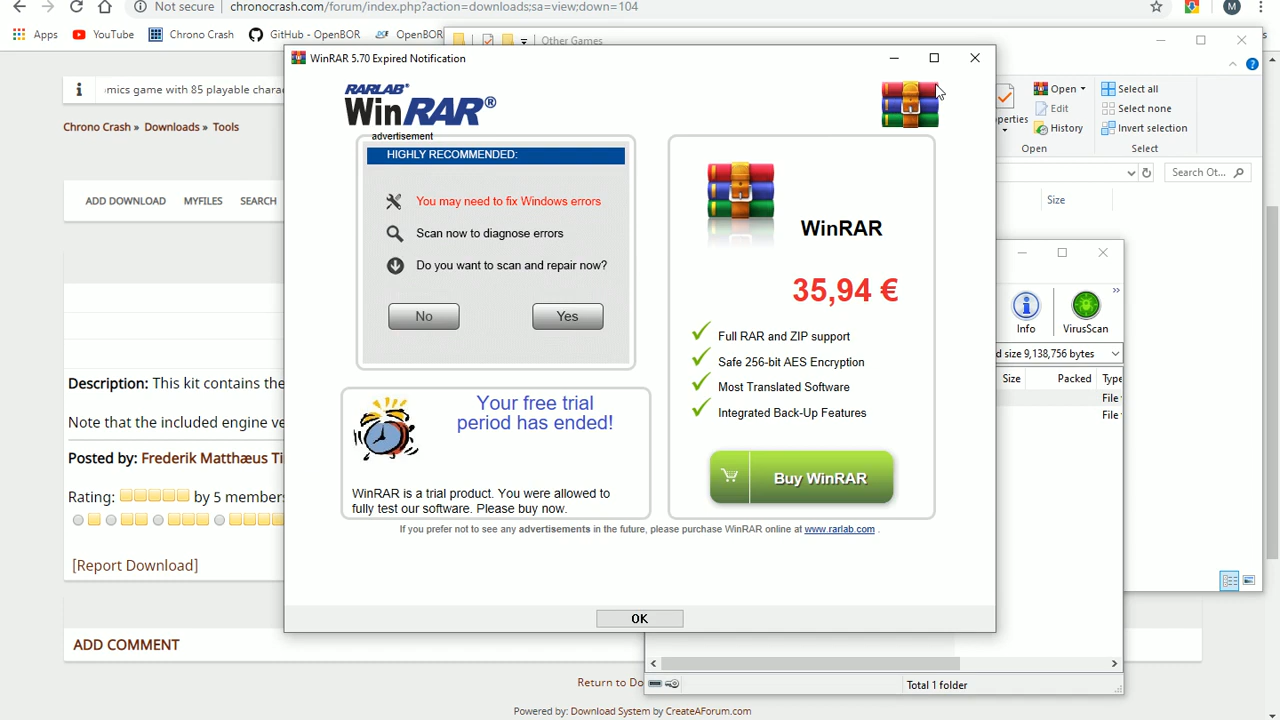 Not secure
chronocrash.com/forum/index.php?action=downloads;sa=view;down=104
M
Apps
YouTube
Chrono Crash
GitHub - OpenBOR
OpenBOR
Other Games
WinRAR 5.70 Expired Notification
RARLAB®
WinRAR®
advertisement
HIGHLY RECOMMENDED:
You may need to fix Windows errors
Scan now to diagnose errors
Do you want to scan and repair now?
No
Yes
WinRAR
35,94 €
Full RAR and ZIP support
Safe 256-bit AES Encryption
Most Translated Software
Integrated Back-Up Features
Buy WinRAR
Your free trial
period has ended!
WinRAR is a trial product. You were allowed to
fully test our software. Please buy now.
If you prefer not to see any advertisements in the future, please purchase WinRAR online at www.rarlab.com .
OK
mics game with 85 playable chara
Chrono Crash » Downloads » Tools
ADD DOWNLOAD
MYFILES
SEARCH
Description: This kit contains the
Note that the included engine ve
Posted by: Frederik Matthæus Ti
Rating:
by 5 members
[Report Download]
ADD COMMENT
Return to Do
Powered by: Download System by CreateAForum.com
operties
Open
Edit
History
Open
Select all
Select none
Invert selection
Select
Search Ot...
Size
Info
VirusScan
d size 9,138,756 bytes
Size
Packed
Type
File
File
Total 1 folder